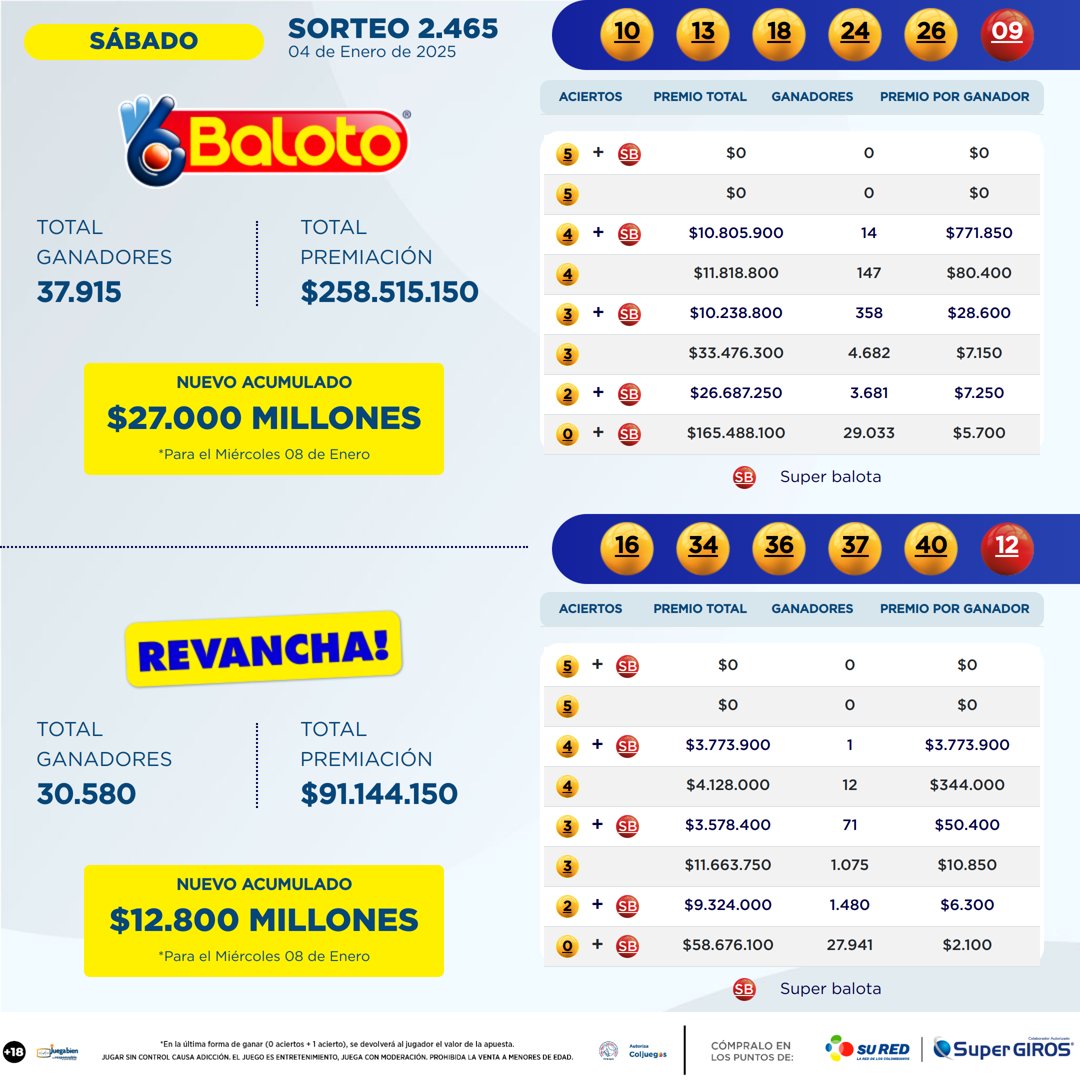 SÁBADO
SORTEO 2.465
04 de Enero de 2025
10 13 18 24 26 09
Baloto®
TOTAL GANADORES
37.915
TOTAL PREMIACIÓN
$258.515.150
NUEVO ACUMULADO
$27.000 MILLONES
*Para el Miércoles 08 de Enero
ACIERTOS PREMIO TOTAL GANADORES PREMIO POR GANADOR
5 + SB $0 0 $0
5 $0 0 $0
4 + SB $10.805.900 14 $771.850
4 $11.818.800 147 $80.400
3 + SB $10.238.800 358 $28.600
3 $33.476.300 4.682 $7.150
2 + SB $26.687.250 3.681 $7.250
0 + SB $165.488.100 29.033 $5.700
SB Super balota
16 34 36 37 40 12
REVANCHA!
TOTAL GANADORES
30.580
TOTAL PREMIACIÓN
$91.144.150
NUEVO ACUMULADO
$12.800 MILLONES
*Para el Miércoles 08 de Enero
ACIERTOS PREMIO TOTAL GANADORES PREMIO POR GANADOR
5 + SB $0 0 $0
5 $0 0 $0
4 + SB $3.773.900 1 $3.773.900
4 $4.128.000 12 $344.000
3 + SB $3.578.400 71 $50.400
3 $11.663.750 1.075 $10.850
2 + SB $9.324.000 1.480 $6.300
0 + SB $58.676.100 27.941 $2.100
SB Super balota
+18
juegabien
*En la última forma de ganar (0 aciertos + 1 acierto), se devolverá al jugador el valor de la apuesta.
JUGAR SIN CONTROL CAUSA ADICCIÓN. EL JUEGO ES ENTRETENIMIENTO, JUEGA CON MODERACIÓN. PROHIBIDA LA VENTA A MENORES DE EDAD.
Autoriza
Coljuegos
CÓMPRALO EN
LOS PUNTOS DE:
SU RED
LA RED DE LOS COLOMBIANOS
Colaborador Autorizado
SuperGIROS